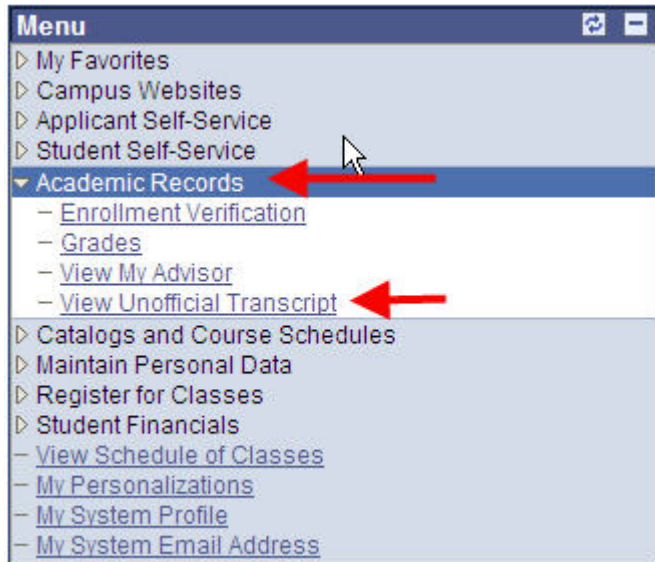 Menu
My Favorites
Campus Websites
Applicant Self-Service
Student Self-Service
Academic Records
– Enrollment Verification
– Grades
– View My Advisor
– View Unofficial Transcript
Catalogs and Course Schedules
Maintain Personal Data
Register for Classes
Student Financials
– View Schedule of Classes
– My Personalizations
– My System Profile
– My System Email Address